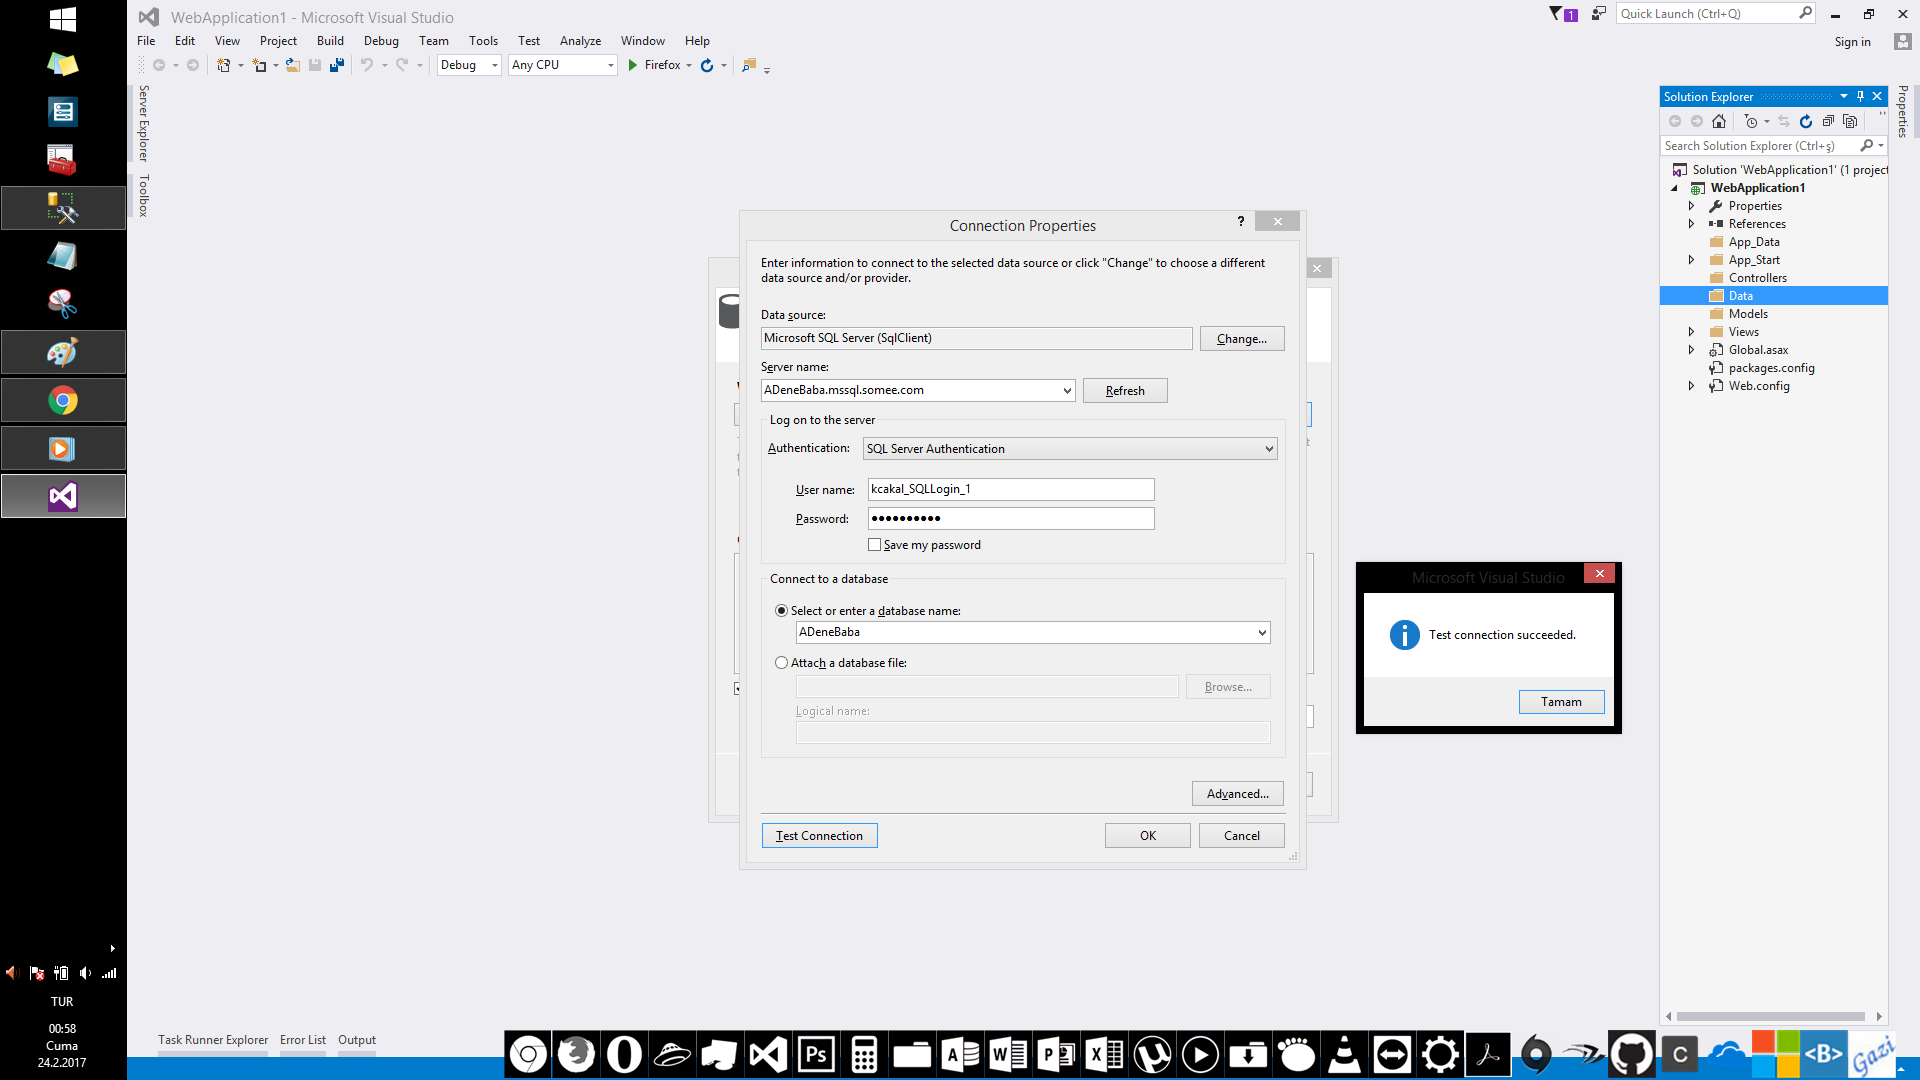 WebApplication1 - Microsoft Visual Studio
1
Quick Launch (Ctrl+Q)
File Edit View Project Build Debug Team Tools Test Analyze Window Help
Sign in
Debug Any CPU Firefox
Server Explorer
Toolbox
Properties
Solution Explorer
Search Solution Explorer (Ctrl+ş)
Solution 'WebApplication1' (1 project
WebApplication1
Properties
References
App_Data
App_Start
Controllers
Data
Models
Views
Global.asax
packages.config
Web.config
Connection Properties
?
Enter information to connect to the selected data source or click "Change" to choose a different
data source and/or provider.
Data source:
Microsoft SQL Server (SqlClient)
Change...
Server name:
ADeneBaba.mssql.somee.com
Refresh
Log on to the server
Authentication: SQL Server Authentication
User name: kcakal_SQLLogin_1
Password: ●●●●●●●●●●
Save my password
Connect to a database
Select or enter a database name:
ADeneBaba
Attach a database file:
Browse...
Logical name:
Advanced...
Test Connection OK Cancel
Microsoft Visual Studio
Test connection succeeded.
Tamam
TUR
00:58
Cuma
24.2.2017
Task Runner Explorer Error List Output
Ps
C
<B>
Gazi